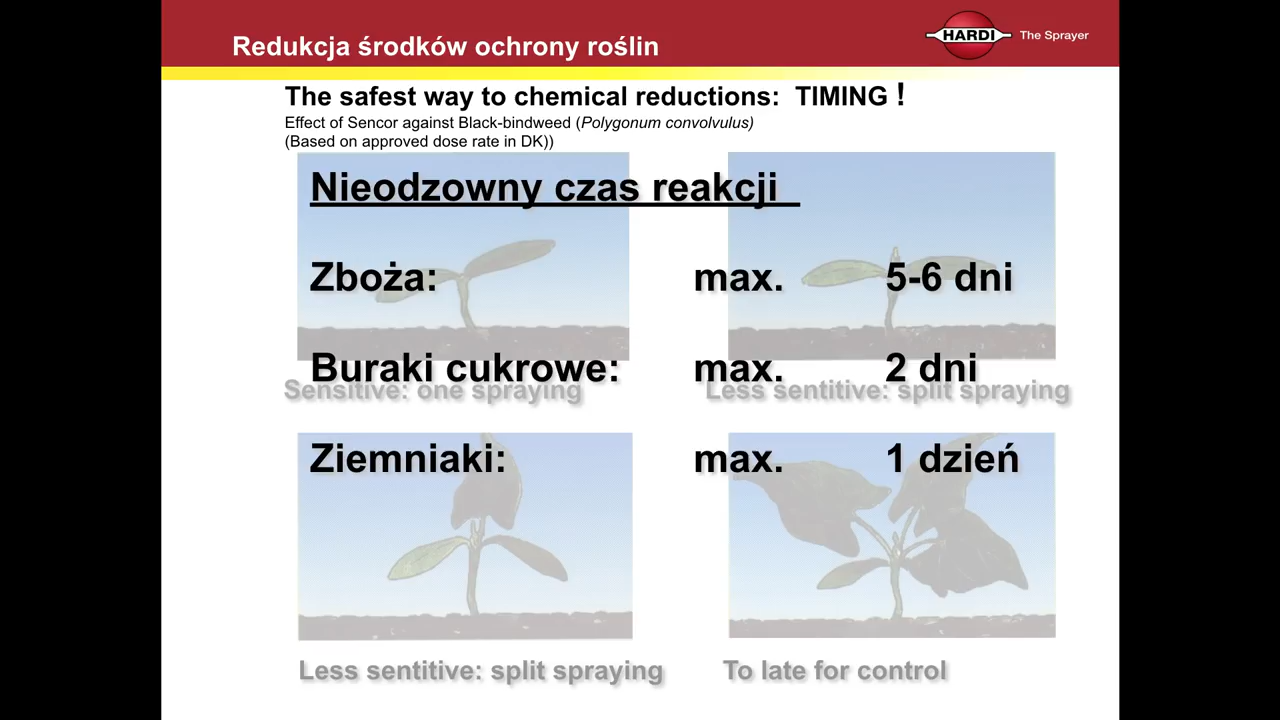 Redukcja środków ochrony roślin
HARDI The Sprayer
The safest way to chemical reductions: TIMING !
Effect of Sencor against Black-bindweed (Polygonum convolvulus)
(Based on approved dose rate in DK))
Nieodzowny czas reakcji
Zboża: max. 5-6 dni
Buraki cukrowe: max. 2 dni
Sensitive: one spraying Less sentitive: split spraying
Ziemniaki: max. 1 dzień
Less sentitive: split spraying To late for control